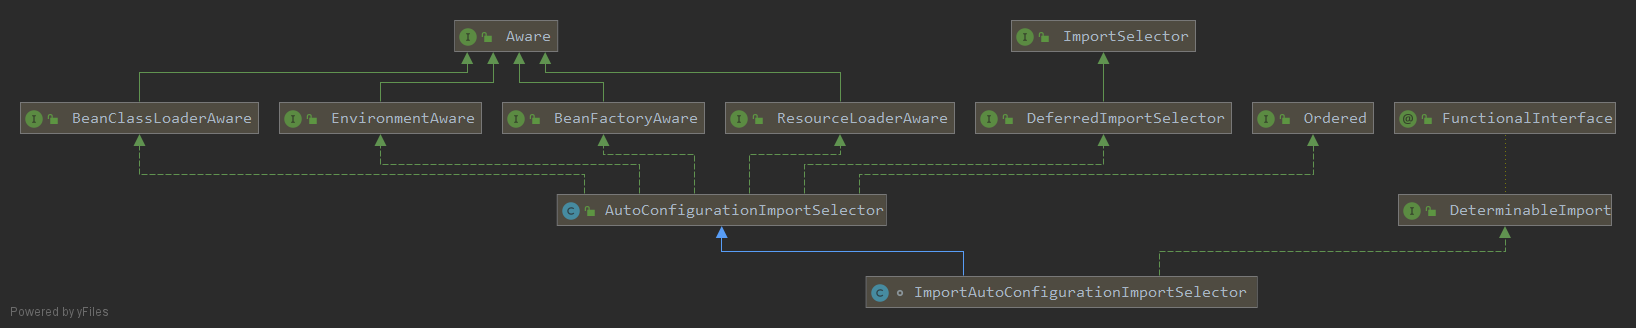 Aware
ImportSelector
BeanClassLoaderAware
EnvironmentAware
BeanFactoryAware
ResourceLoaderAware
DeferredImportSelector
Ordered
FunctionalInterface
AutoConfigurationImportSelector
DeterminableImport
ImportAutoConfigurationImportSelector
Powered by yFiles